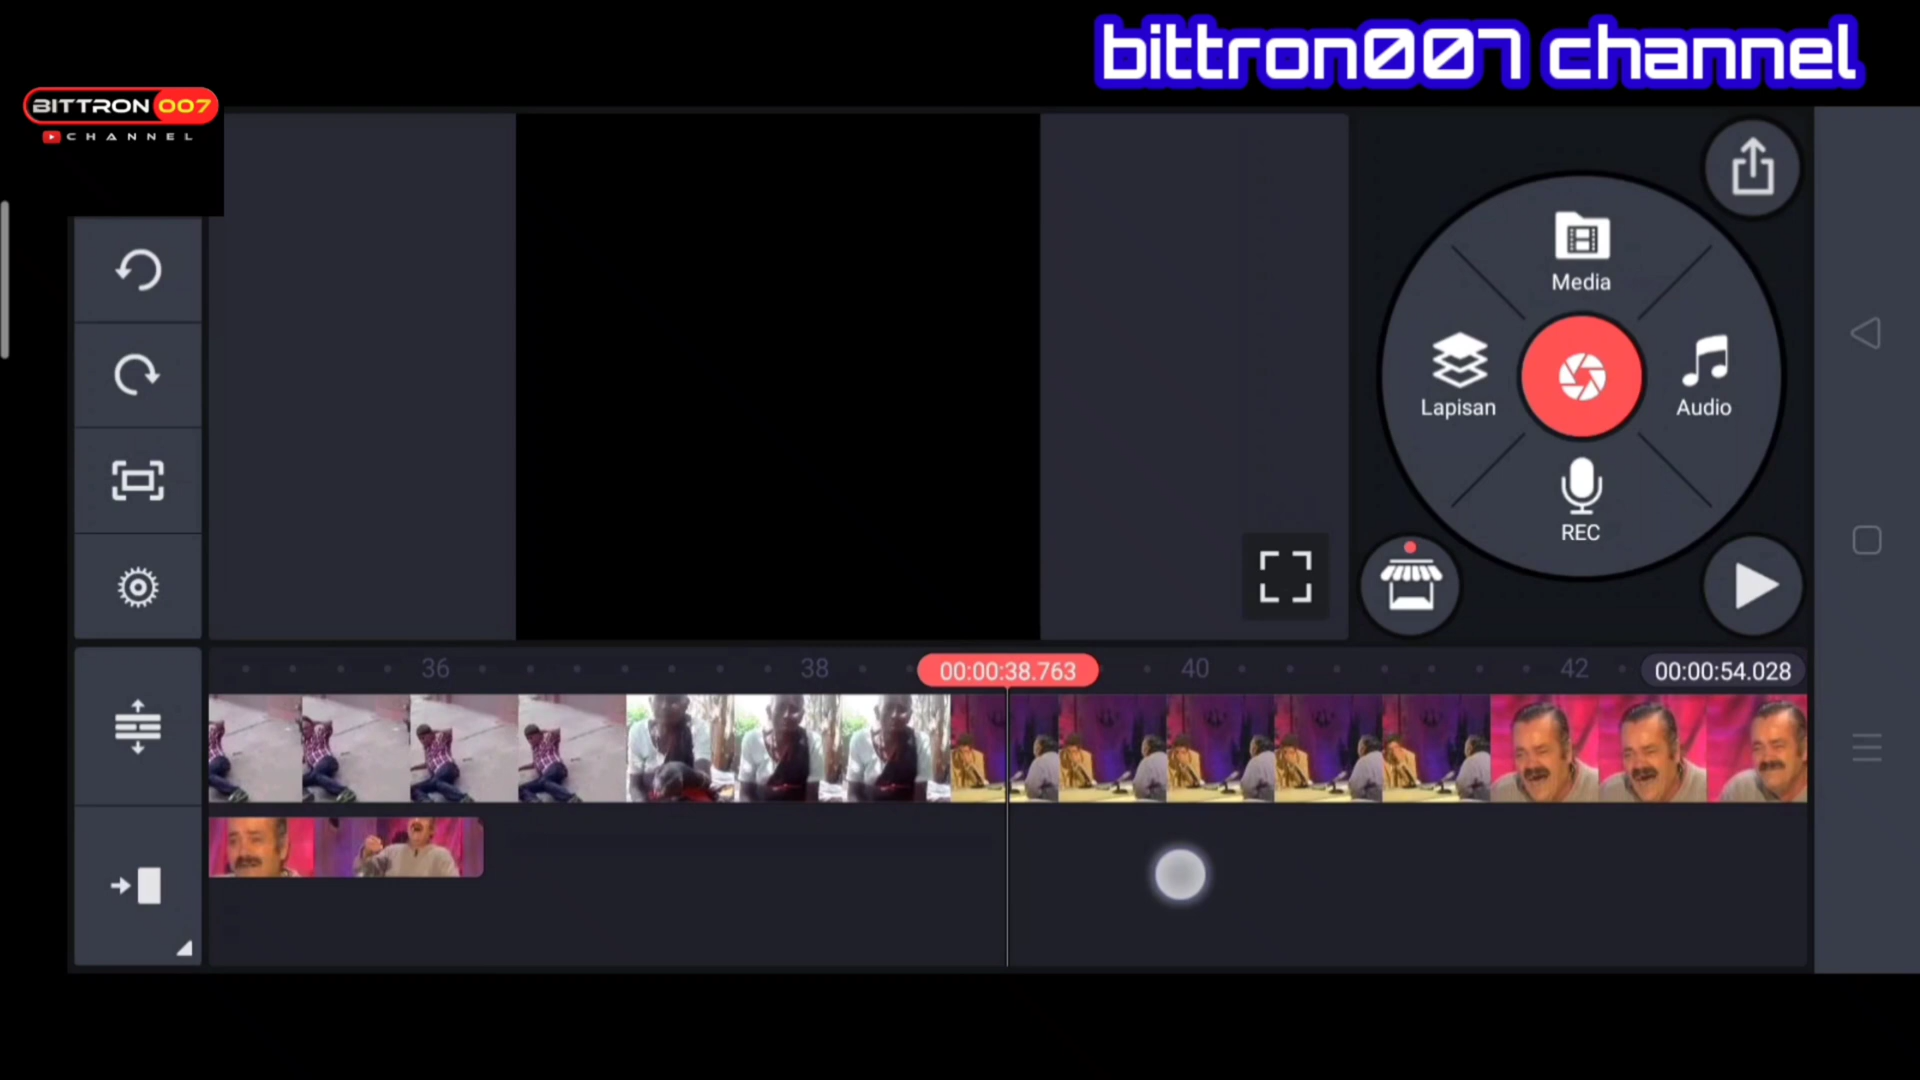 bittron007 channel
BITTRON 007
CHANNEL
Media
Lapisan
Audio
REC
36
38
00:00:38.763
40
42
00:00:54.028